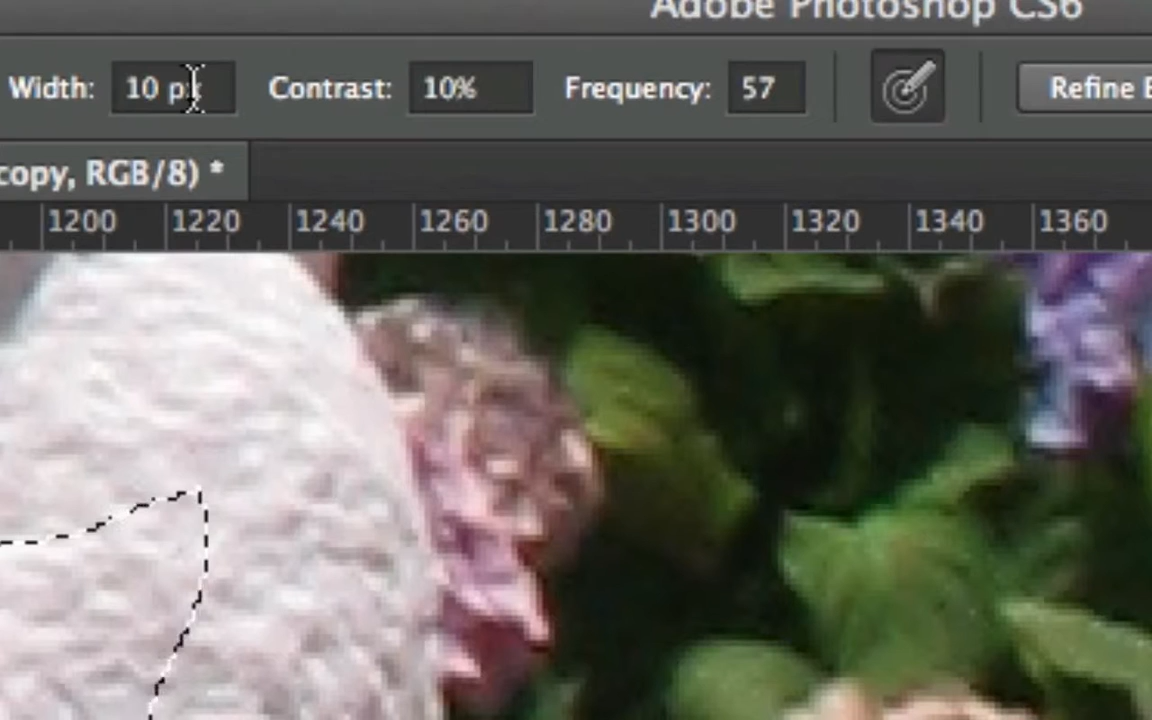 Adobe Photoshop CS6
Width: 10 px Contrast: 10% Frequency: 57 Refine E
copy, RGB/8) *
1200 1220 1240 1260 1280 1300 1320 1340 1360